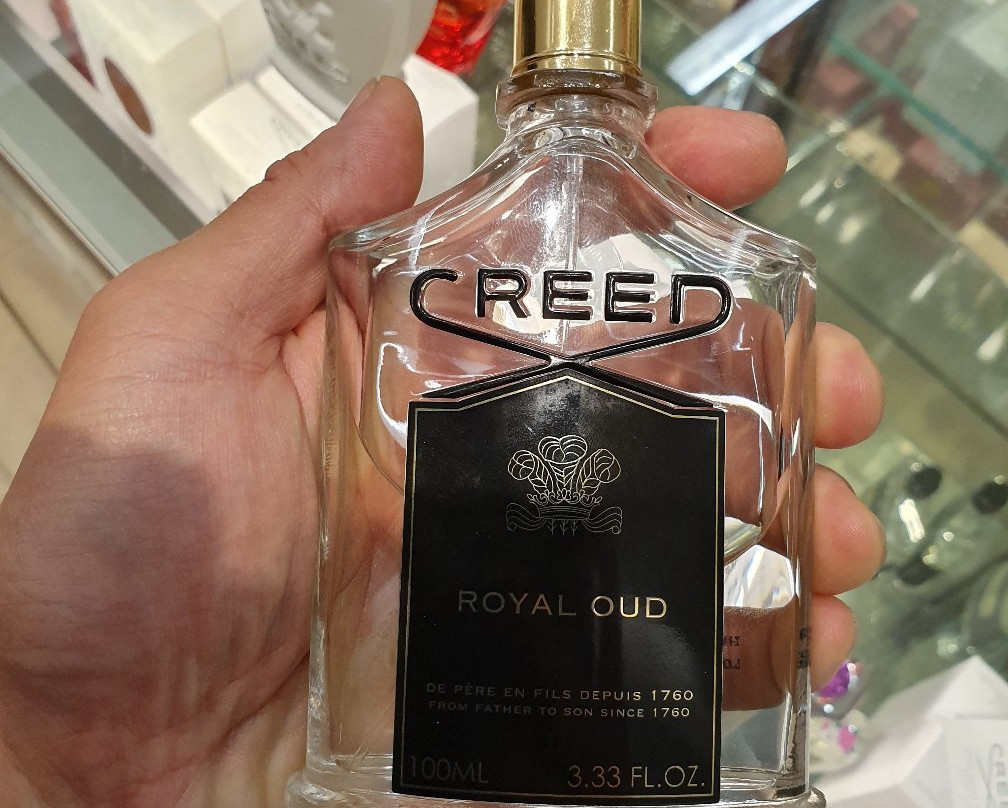 CREED
ROYAL OUD
DE PÈRE EN FILS DEPUIS 1760
FROM FATHER TO SON SINCE 1760
100ML 3.33 FL.OZ.